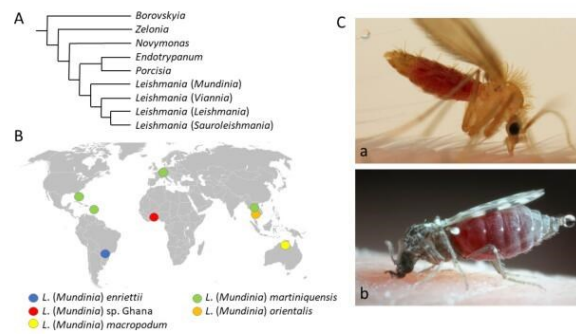 A
Borovskyia
Zelonia
Novymonas
Endotrypanum
Porcisia
Leishmania (Mundinia)
Leishmania (Viannia)
Leishmania (Leishmania)
Leishmania (Sauroleishmania)
B
L. (Mundinia) enriettii
L. (Mundinia) sp. Ghana
L. (Mundinia) macropodum
L. (Mundinia) martiniquensis
L. (Mundinia) orientalis
C
a
b